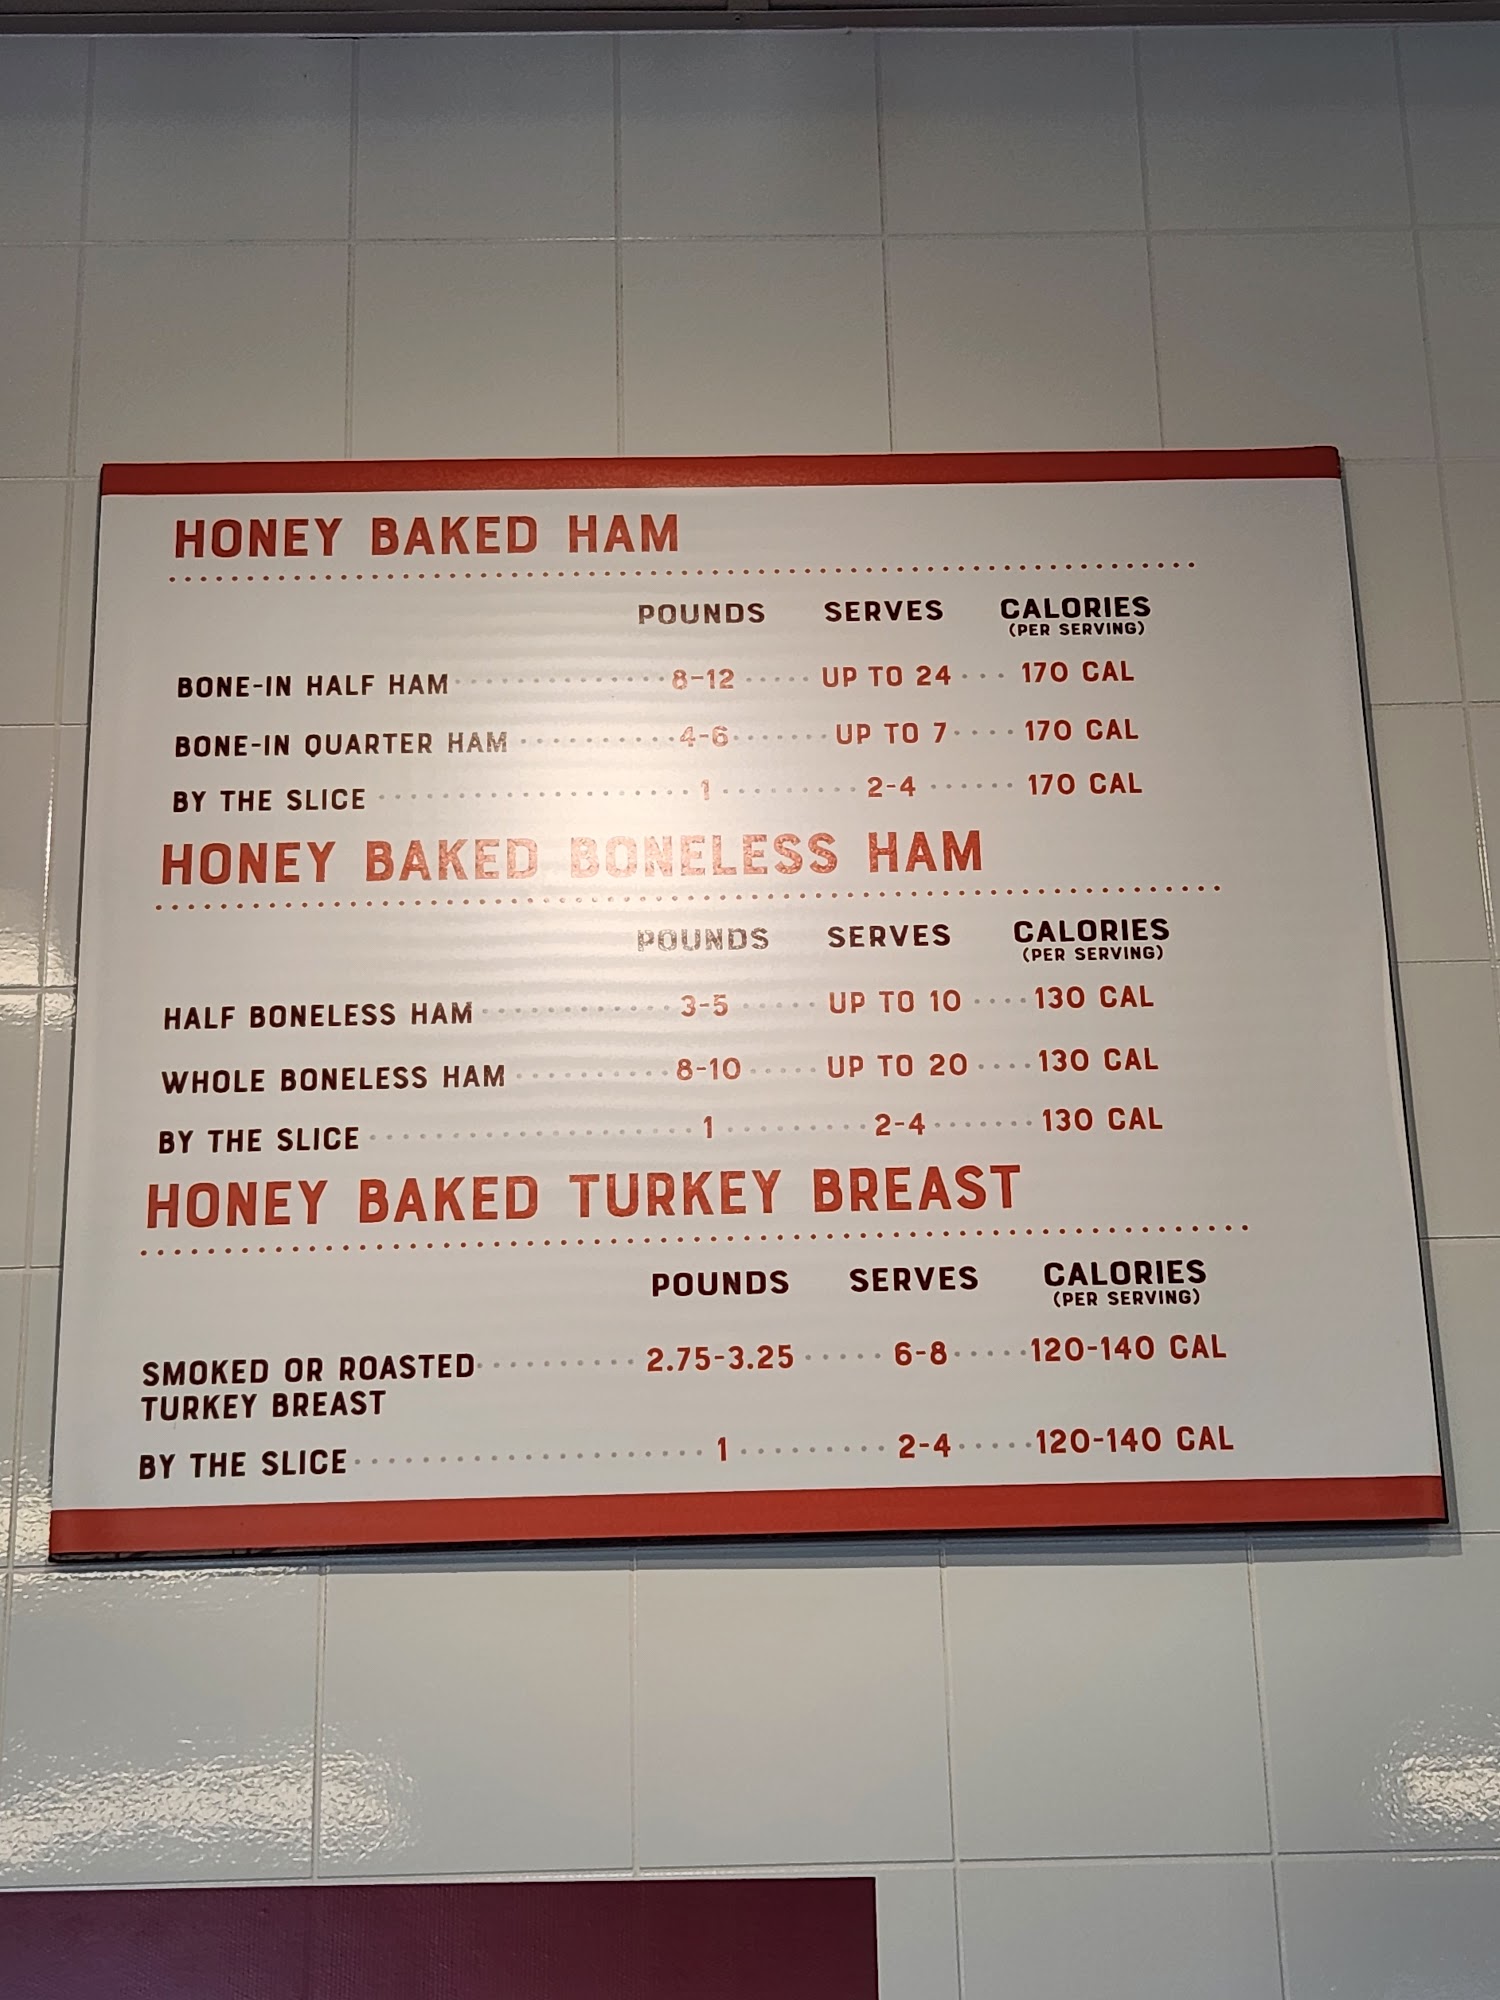 HONEY BAKED HAM
POUNDS SERVES CALORIES
(PER SERVING)
BONE-IN HALF HAM 8-12 UP TO 24 170 CAL
BONE-IN QUARTER HAM 4-6 UP TO 7 170 CAL
BY THE SLICE 1 2-4 170 CAL
HONEY BAKED BONELESS HAM
POUNDS SERVES CALORIES
(PER SERVING)
HALF BONELESS HAM 3-5 UP TO 10 130 CAL
WHOLE BONELESS HAM 8-10 UP TO 20 130 CAL
BY THE SLICE 1 2-4 130 CAL
HONEY BAKED TURKEY BREAST
POUNDS SERVES CALORIES
(PER SERVING)
SMOKED OR ROASTED 2.75-3.25 6-8 120-140 CAL
TURKEY BREAST
BY THE SLICE 1 2-4 120-140 CAL